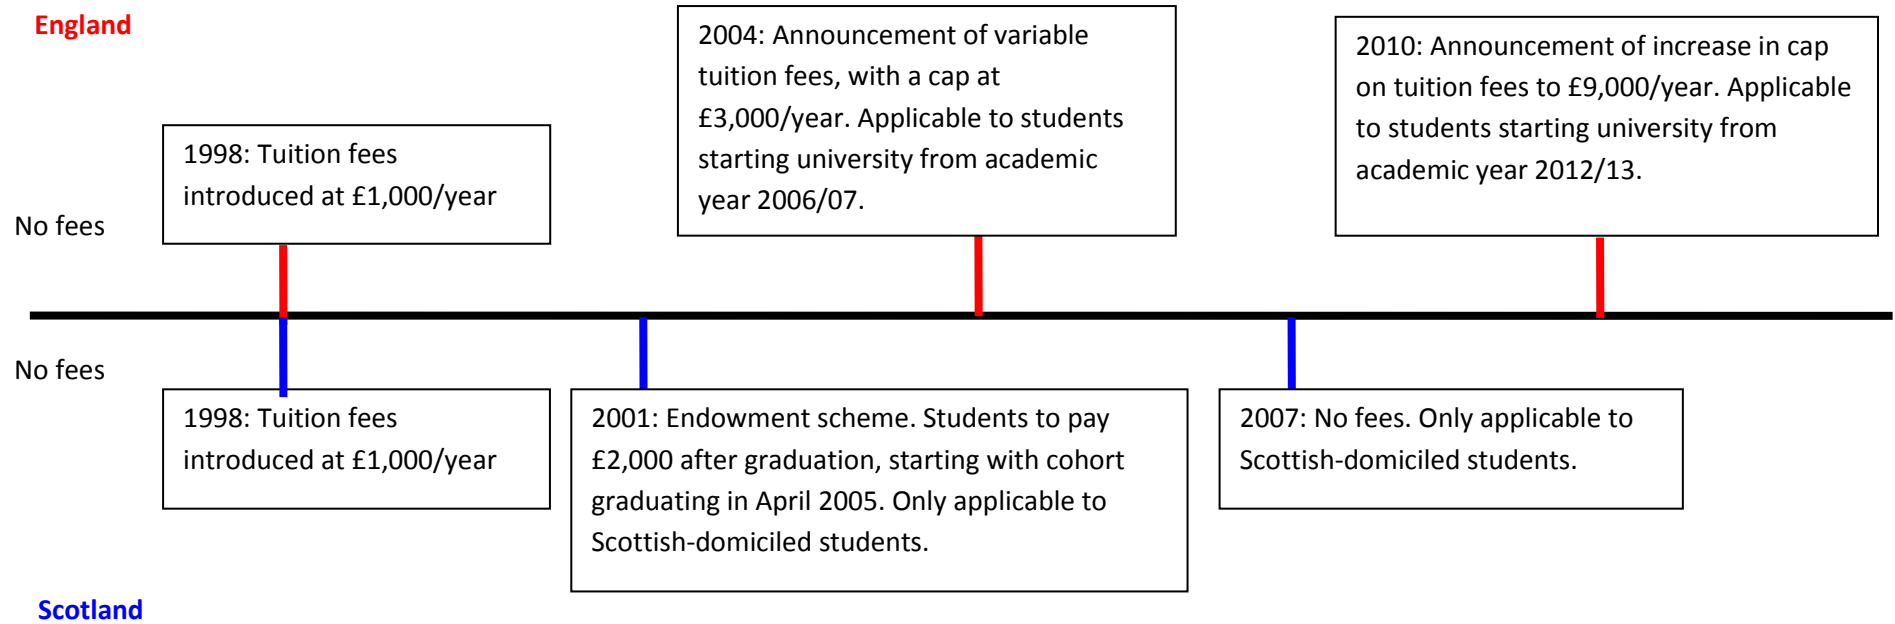 England
2004: Announcement of variable
tuition fees, with a cap at
£3,000/year. Applicable to students
starting university from academic
year 2006/07.
2010: Announcement of increase in cap
on tuition fees to £9,000/year. Applicable
to students starting university from
academic year 2012/13.
1998: Tuition fees
introduced at £1,000/year
No fees
No fees
1998: Tuition fees
introduced at £1,000/year
2001: Endowment scheme. Students to pay
£2,000 after graduation, starting with cohort
graduating in April 2005. Only applicable to
Scottish-domiciled students.
2007: No fees. Only applicable to
Scottish-domiciled students.
Scotland